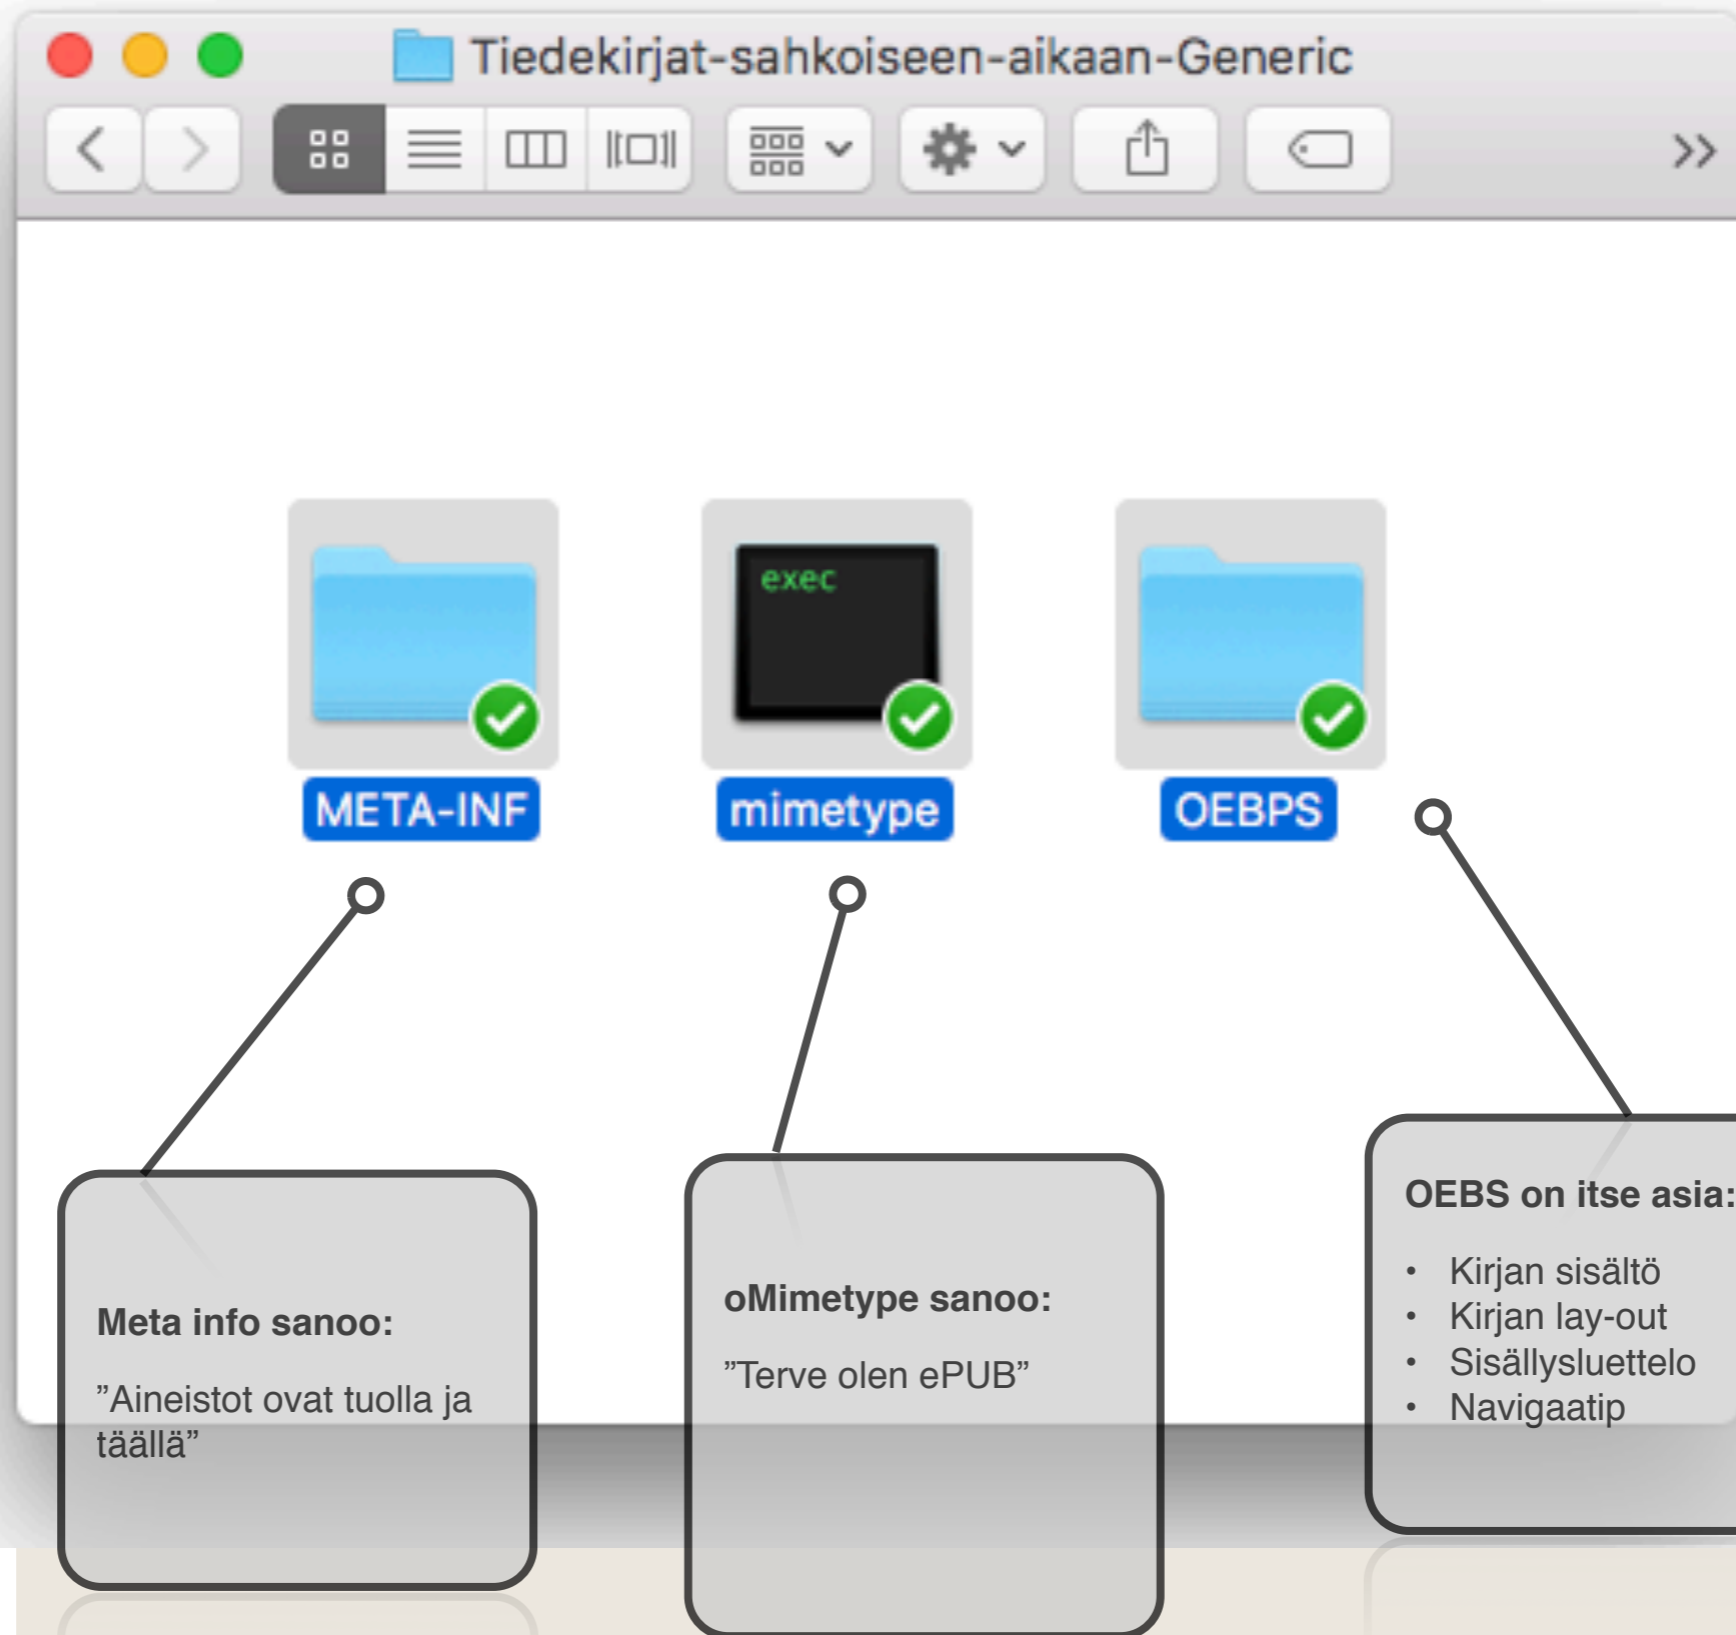 Tiedekirjat-sahkoiseen-aikaan-Generic
exec
META-INF
mimetype
OEBPS
Meta info sanoo:
”Aineistot ovat tuolla ja
täällä”
oMimetype sanoo:
”Terve olen ePUB”
OEBS on itse asia:
• Kirjan sisältö
• Kirjan lay-out
• Sisällysluettelo
• Navigaatip